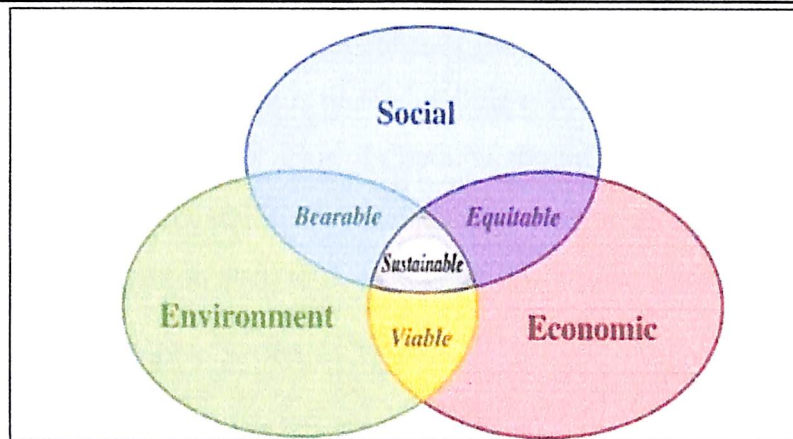 Social
Bearable
Equitable
Sustainable
Environment
Viable
Economic